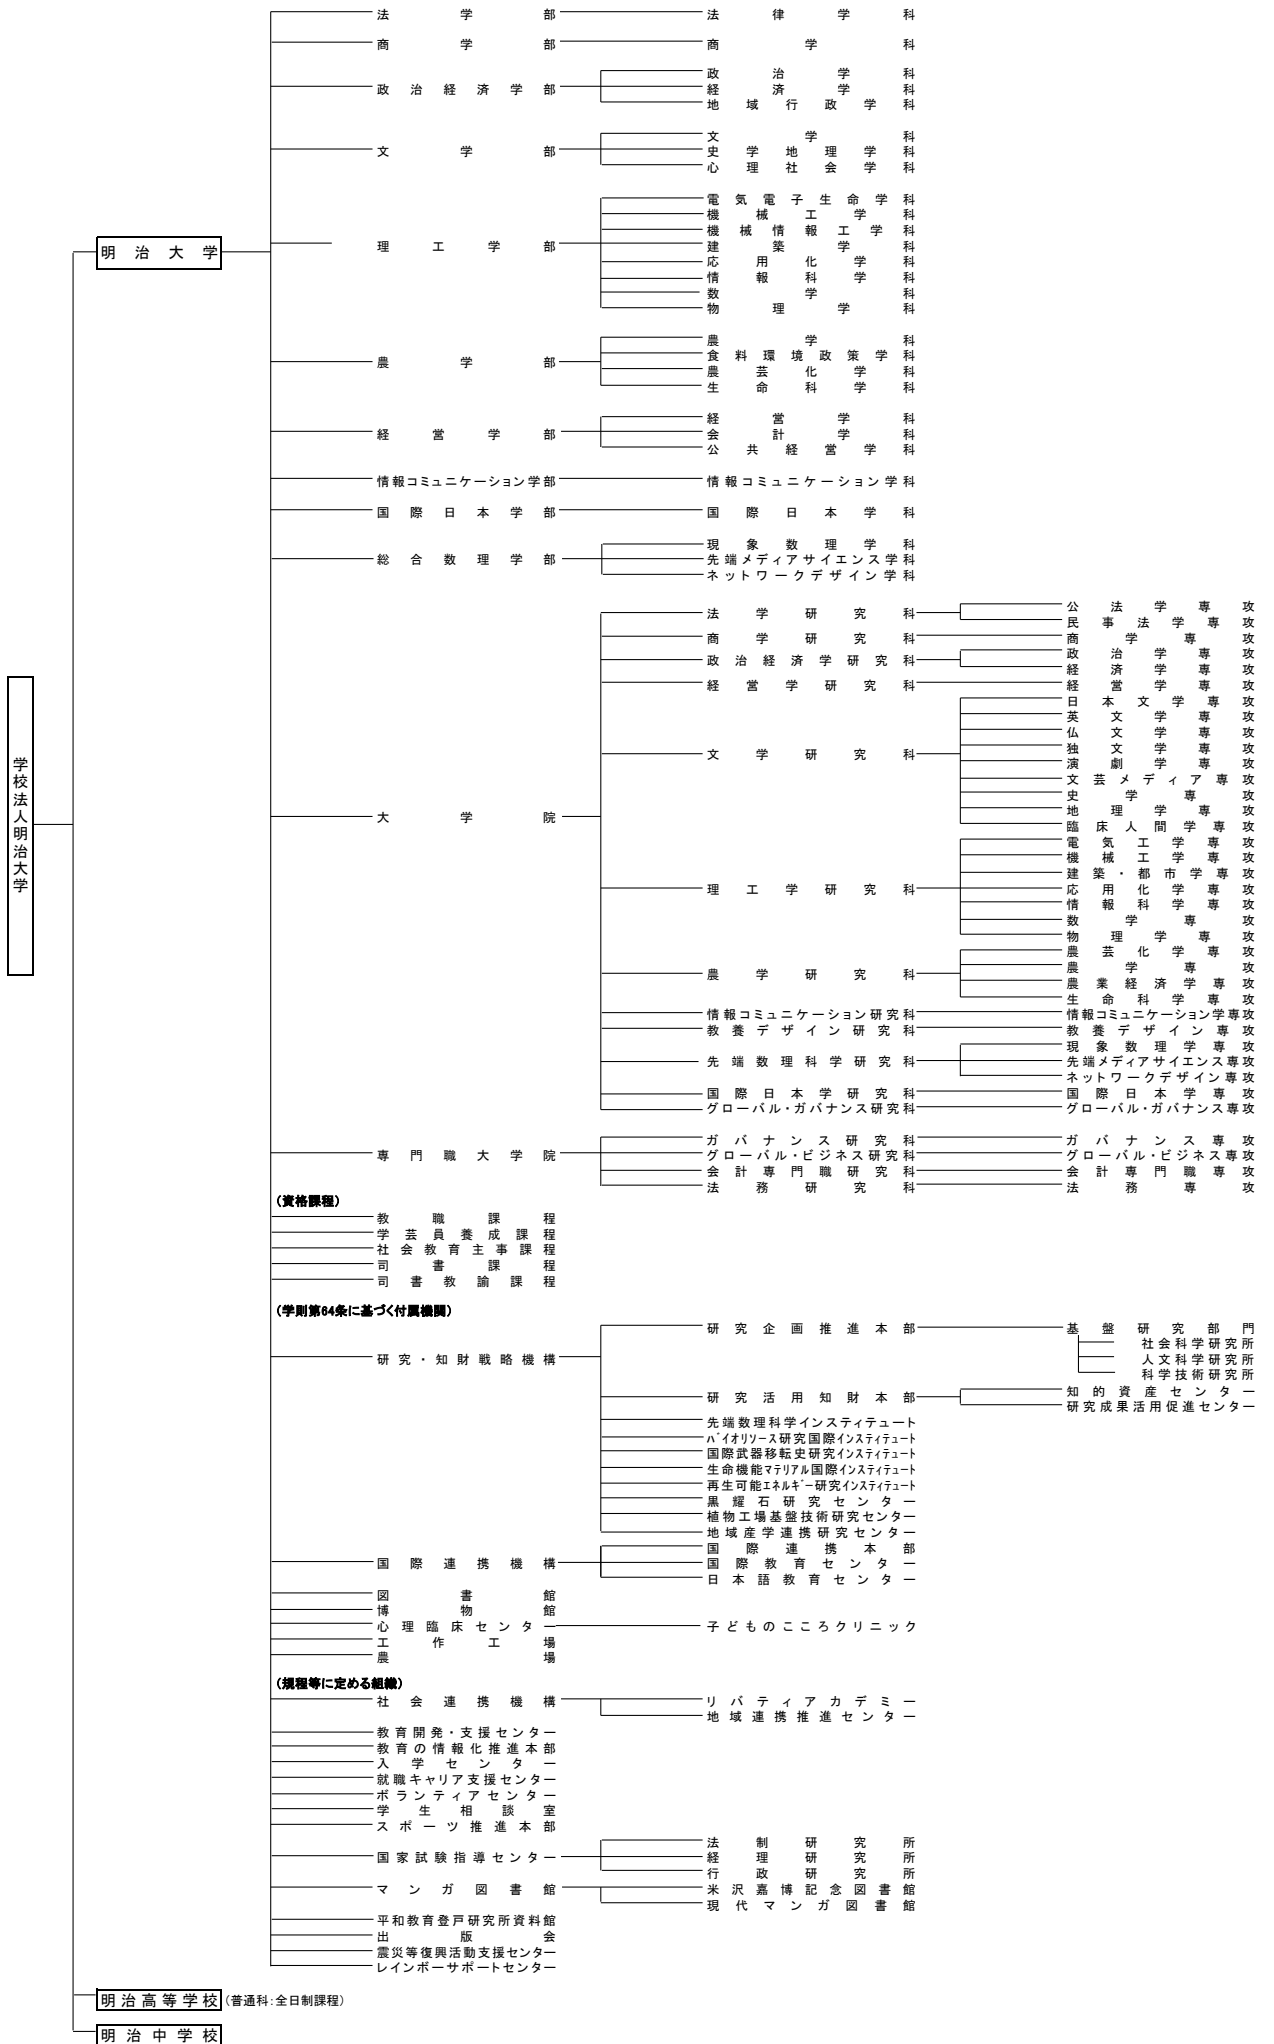 法学部 法律学科
商学部 商学科
政治学科
政治経済学部 経済学科
地域行政学科
文学科
文学部 史学地理学科
心理社会学科
電気電子生命学科
機械工学科
機械情報工学科
明治大学 理工学部 建築学科
応用化学科
情報科学科
数学科
物理学科
農学科
農学部 食料環境政策学科
農芸化学科
生命科学科
経営学科
経営学部 会計学科
公共経営学科
情報コミュニケーション学部 情報コミュニケーション学科
国際日本学部 国際日本学科
現象数理学科
総合数理学部 先端メディアサイエンス学科
ネットワークデザイン学科
法学研究科 公法学専攻
民事法学専攻
商学研究科 商学専攻
政治経済学研究科 政治学専攻
経済学専攻
経営学研究科 経営学専攻
日本文学専攻
英文学専攻
仏文学専攻
文学研究科 独文学専攻
演劇学専攻
文芸メディア専攻
史学専攻
地理学専攻
臨床人間学専攻
学校法人明治大学
大学院
電気工学専攻
機械工学専攻
建築・都市学専攻
理工学研究科 応用化学専攻
情報科学専攻
数学専攻
物理学専攻
農芸化学専攻
農学研究科 農学専攻
農業経済学専攻
生命科学専攻
情報コミュニケーション研究科 情報コミュニケーション学専攻
教養デザイン研究科 教養デザイン専攻
現象数理学専攻
先端数理科学研究科 先端メディアサイエンス専攻
ネットワークデザイン専攻
国際日本学研究科 国際日本学専攻
グローバル・ガバナンス研究科 グローバル・ガバナンス専攻
ガバナンス研究科 ガバナンス専攻
専門職大学院 グローバル・ビジネス研究科 グローバル・ビジネス専攻
会計専門職研究科 会計専門職専攻
法務研究科 法務専攻
(資格課程)
教職課程
学芸員養成課程
社会教育主事課程
司書課程
司書教諭課程
(学則第64条に基づく付属機関)
研究企画推進本部 基盤研究部門
社会科学研究所
研究・知財戦略機構 人文科学研究所
科学技術研究所
研究活用知財本部 知的資産センター
研究成果活用促進センター
先端数理科学インスティテュート
バイオリソース研究国際インスティテュート
国際武器移転史研究インスティテュート
生命機能マテリアル国際インスティテュート
再生可能エネルギー研究インスティテュート
黒耀石研究センター
植物工場基盤技術研究センター
地域産学連携研究センター
国際連携本部
国際連携機構 国際教育センター
日本語教育センター
図書館
博物館
心理臨床センター 子どものこころクリニック
工作工場
農場
(規程等に定める組織)
社会連携機構 リバティアカデミー
地域連携推進センター
教育開発・支援センター
教育の情報化推進本部
入学センター
就職キャリア支援センター
ボランティアセンター
学生相談室
スポーツ推進本部
法制研究所
国家試験指導センター 経理研究所
行政研究所
マンガ図書館 米沢嘉博記念図書館
現代マンガ図書館
平和教育登戸研究所資料館
出版会
震災等復興活動支援センター
レインボーサポートセンター
明治高等学校 (普通科:全日制課程)
明治中学校